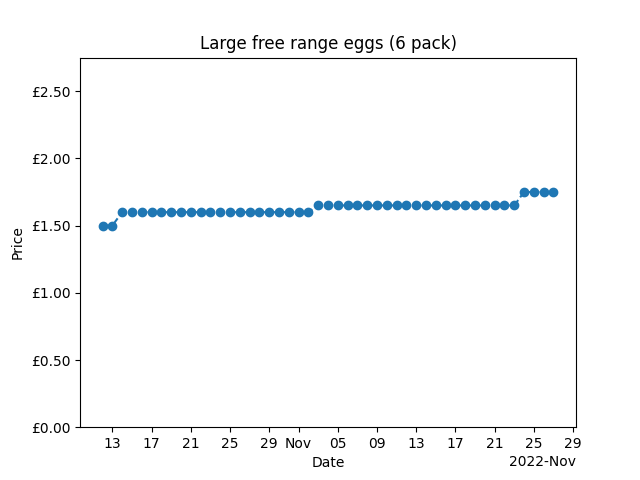 Large free range eggs (6 pack)
£2.50
£2.00
£1.50
£1.00
£0.50
£0.00
Price
13 17 21 25 29 Nov 05 09 13 17 21 25 29
Date
2022-Nov